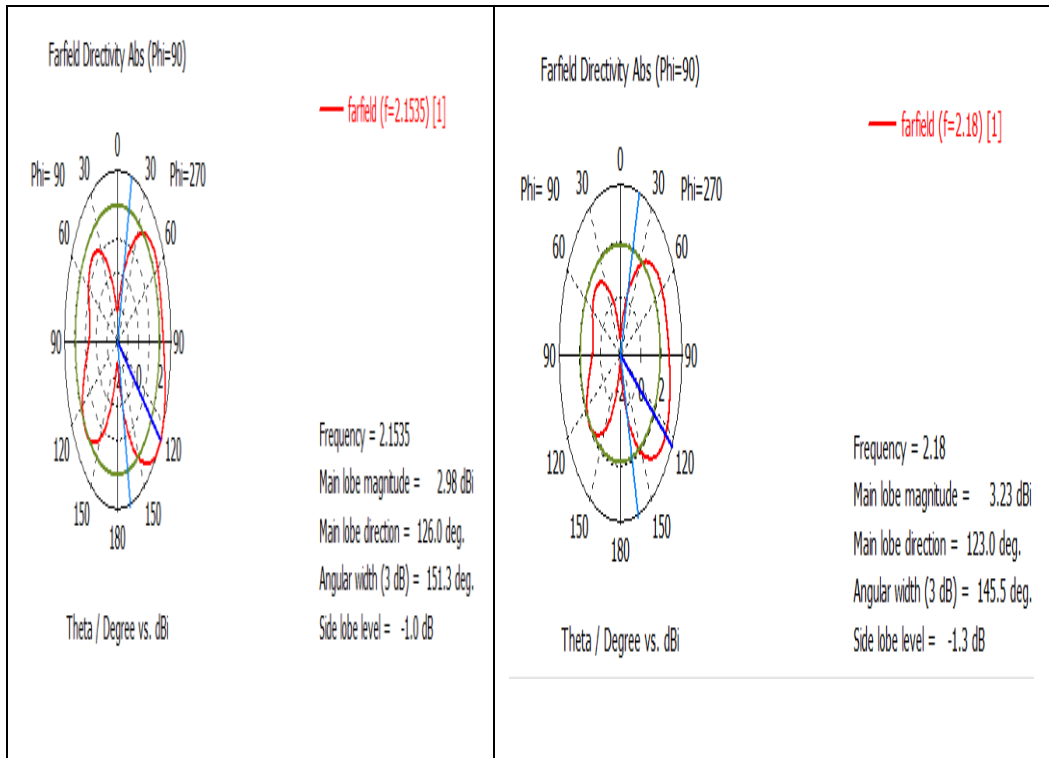 Farfield Directivity Abs (Phi=90)
farfield (f=2.1535) [1]
0
Phi= 90 30 30 Phi=270
60 60
90 90
0 2
120 120
150 150
180
Frequency = 2.1535
Main lobe magnitude = 2.98 dBi
Main lobe direction = 126.0 deg.
Angular width (3 dB) = 151.3 deg.
Side lobe level = -1.0 dB
Theta / Degree vs. dBi
Farfield Directivity Abs (Phi=90)
farfield (f=2.18) [1]
0
Phi= 90 30 30 Phi=270
60 60
90 90
0 2
120 120
150 150
180
Frequency = 2.18
Main lobe magnitude = 3.23 dBi
Main lobe direction = 123.0 deg.
Angular width (3 dB) = 145.5 deg.
Side lobe level = -1.3 dB
Theta / Degree vs. dBi